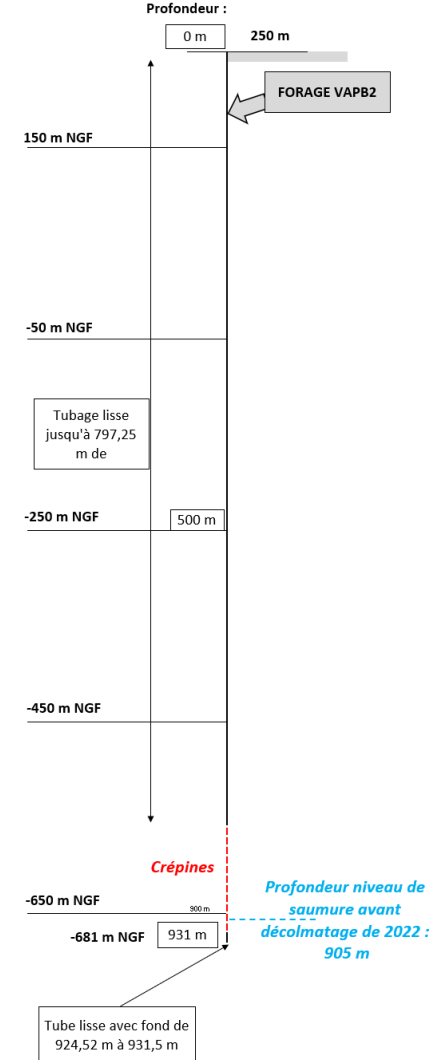 Profondeur :
0 m
250 m
FORAGE VAPB2
150 m NGF
-50 m NGF
Tubage lisse
jusqu'à 797,25
m de
-250 m NGF
500 m
-450 m NGF
Crépines
-650 m NGF
900 m
Profondeur niveau de
saumure avant
décolmatage de 2022 :
905 m
-681 m NGF
931 m
Tube lisse avec fond de
924,52 m à 931,5 m